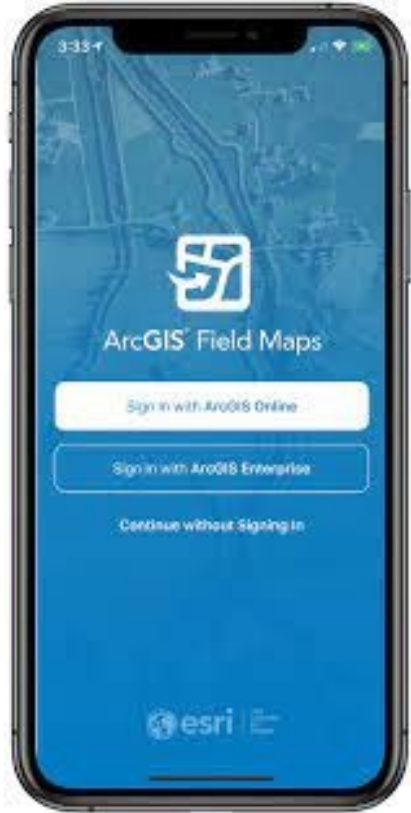 3:33
ArcGIS® Field Maps
Sign in with ArcGIS Online
Sign in with ArcGIS Enterprise
Continue without Signing In
esri